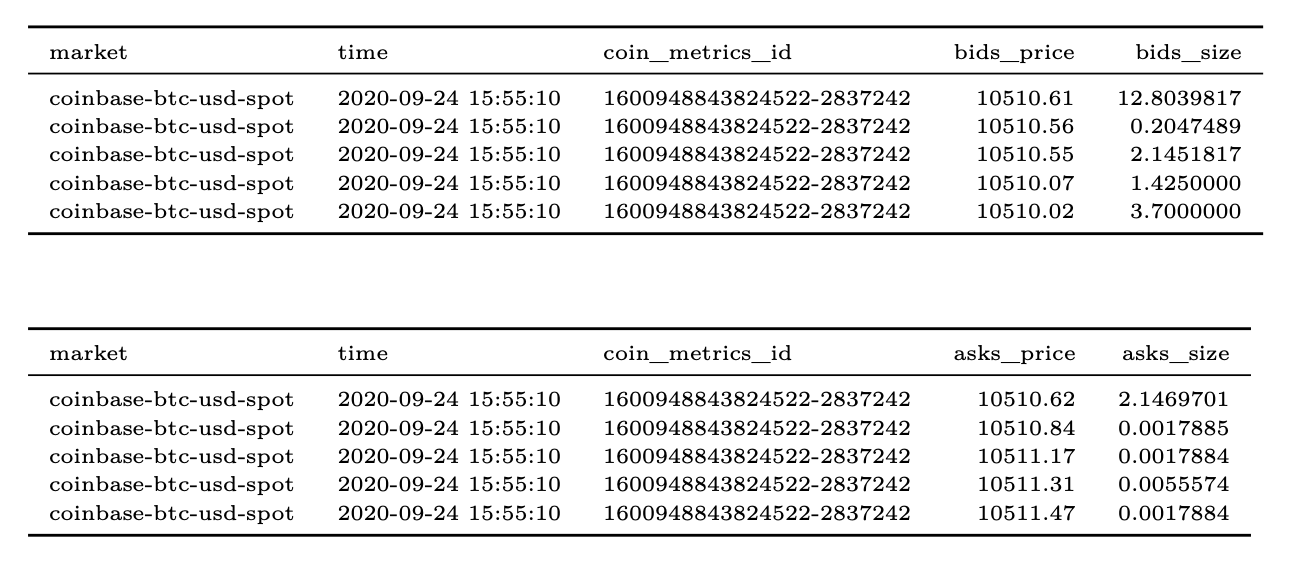 market time coin_metrics_id bids_price bids_size
coinbase-btc-usd-spot 2020-09-24 15:55:10 1600948843824522-2837242 10510.61 12.8039817
coinbase-btc-usd-spot 2020-09-24 15:55:10 1600948843824522-2837242 10510.56 0.2047489
coinbase-btc-usd-spot 2020-09-24 15:55:10 1600948843824522-2837242 10510.55 2.1451817
coinbase-btc-usd-spot 2020-09-24 15:55:10 1600948843824522-2837242 10510.07 1.4250000
coinbase-btc-usd-spot 2020-09-24 15:55:10 1600948843824522-2837242 10510.02 3.7000000
market time coin_metrics_id asks_price asks_size
coinbase-btc-usd-spot 2020-09-24 15:55:10 1600948843824522-2837242 10510.62 2.1469701
coinbase-btc-usd-spot 2020-09-24 15:55:10 1600948843824522-2837242 10510.84 0.0017885
coinbase-btc-usd-spot 2020-09-24 15:55:10 1600948843824522-2837242 10511.17 0.0017884
coinbase-btc-usd-spot 2020-09-24 15:55:10 1600948843824522-2837242 10511.31 0.0055574
coinbase-btc-usd-spot 2020-09-24 15:55:10 1600948843824522-2837242 10511.47 0.0017884